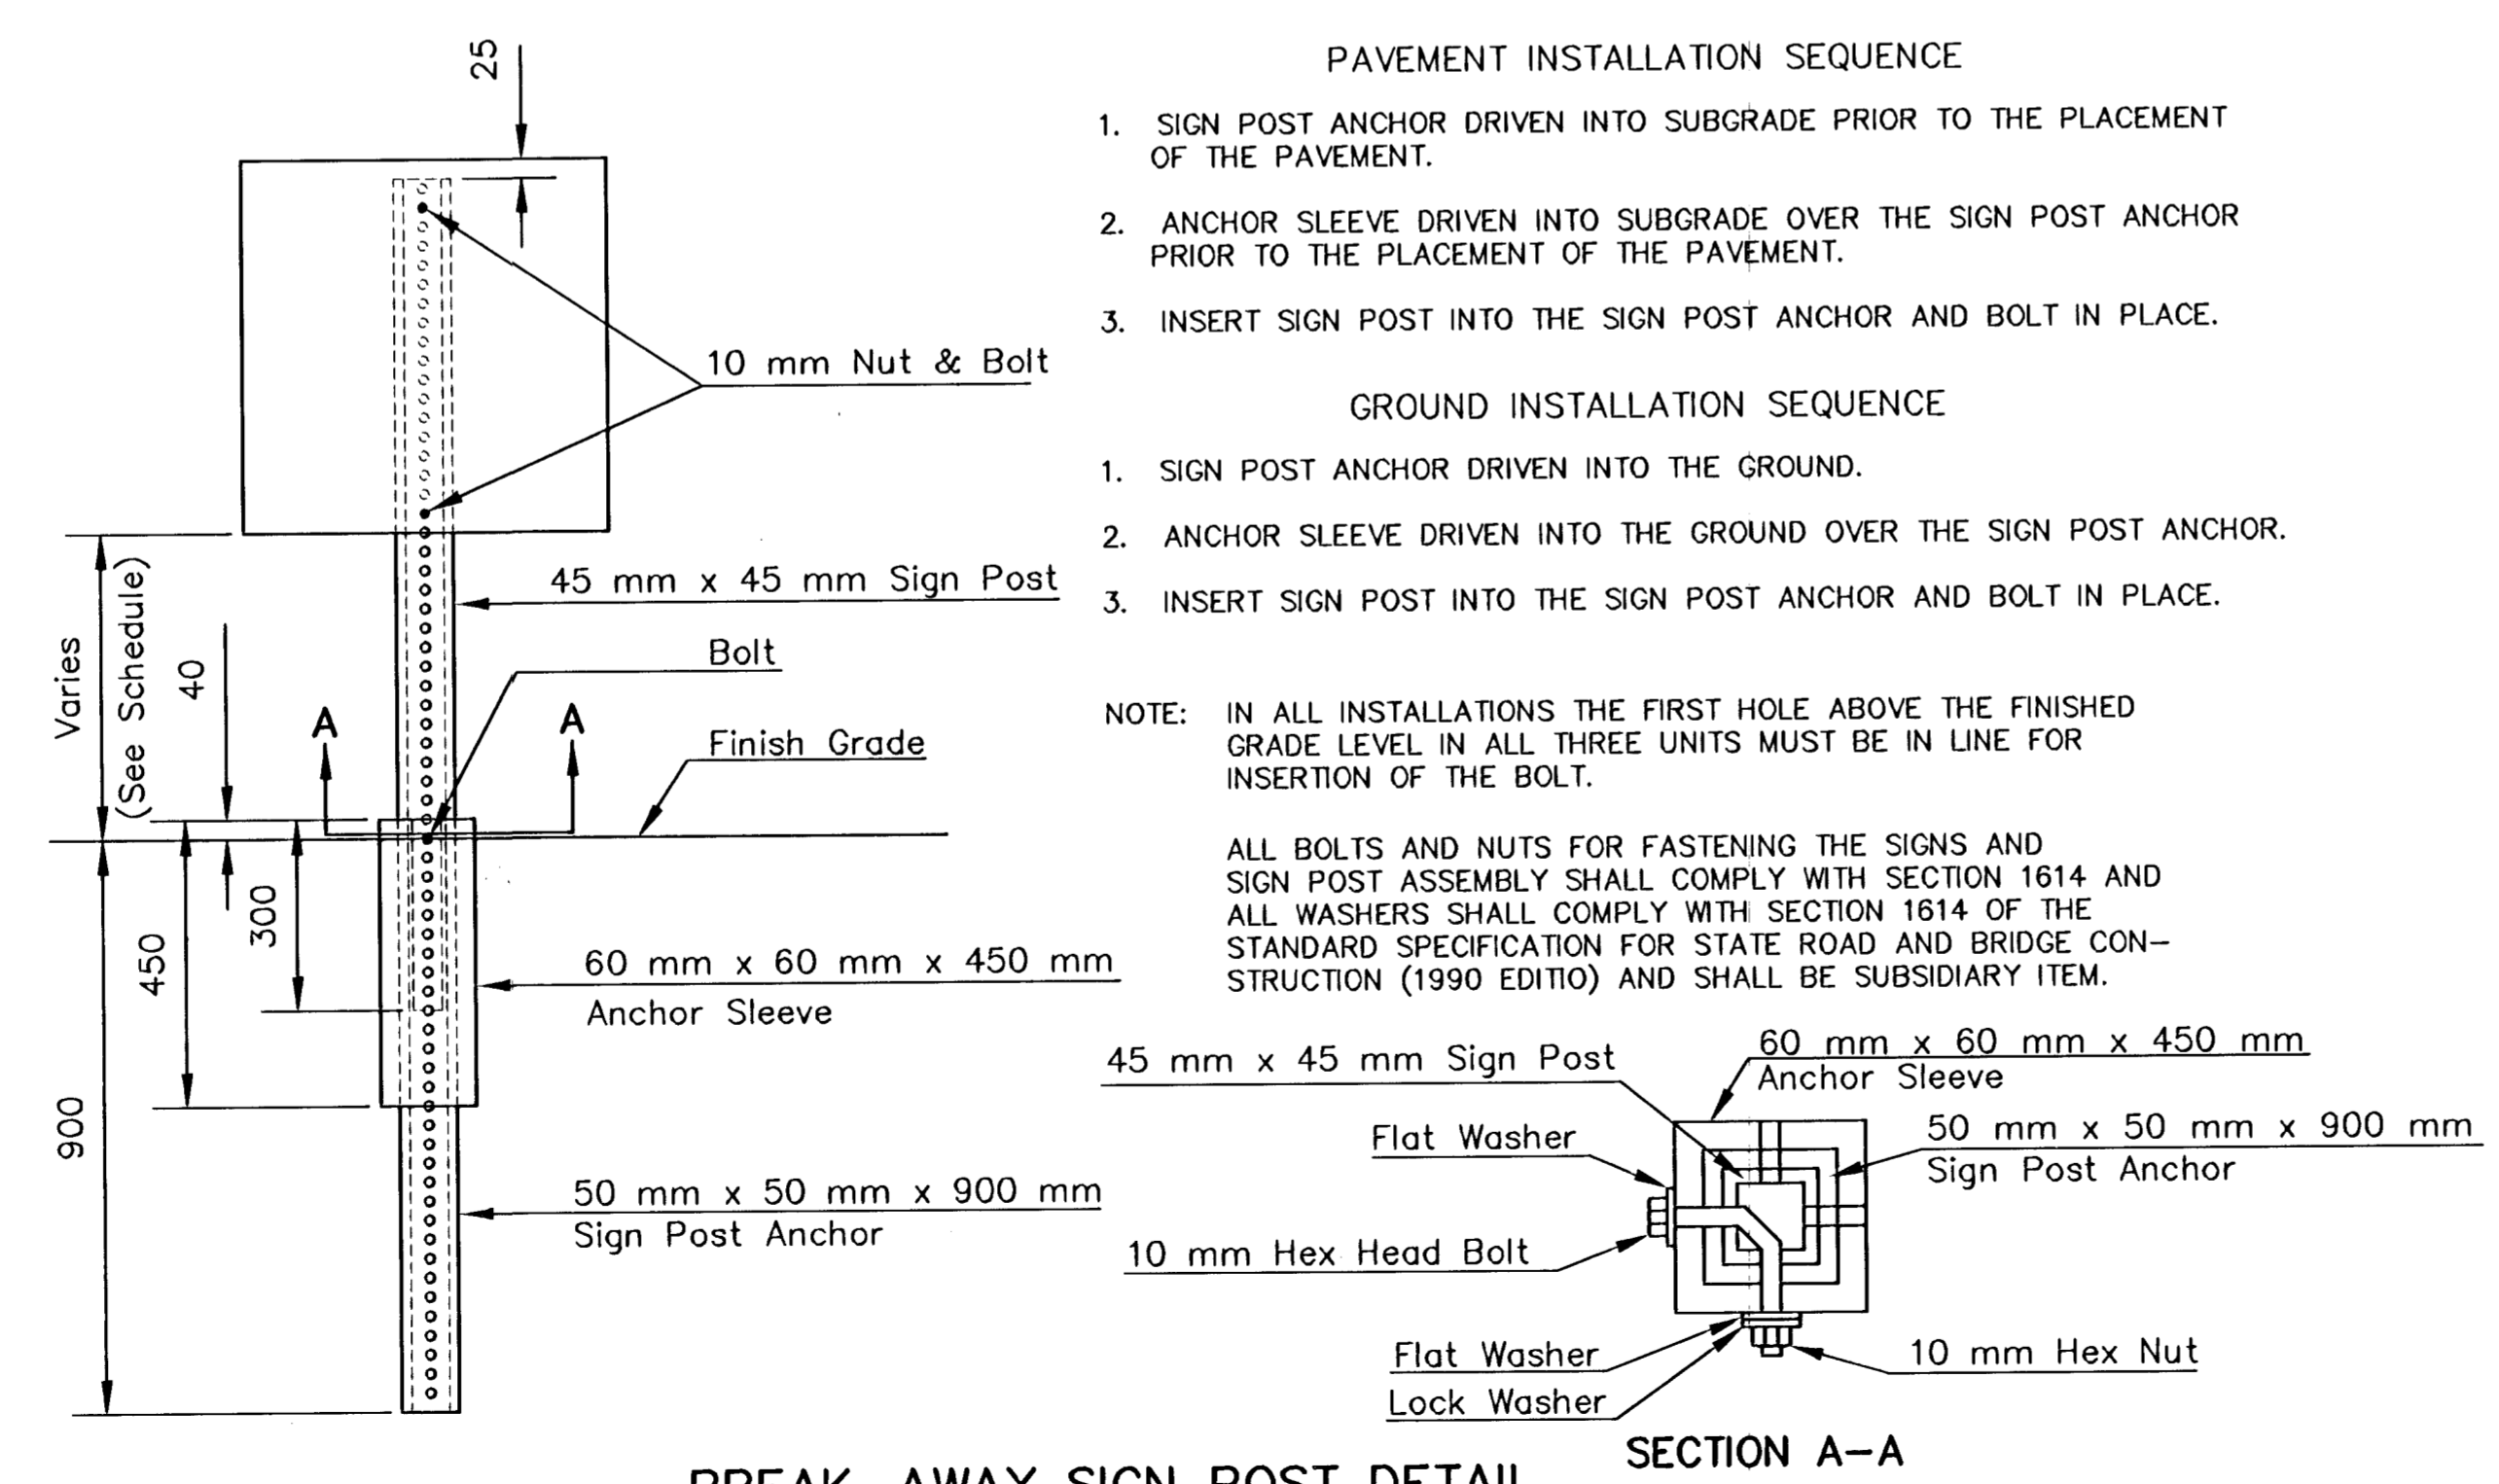 25
10 mm Nut & Bolt
45 mm x 45 mm Sign Post
Varies
(See Schedule)
40
Bolt
A
A
Finish Grade
300
450
900
60 mm x 60 mm x 450 mm
Anchor Sleeve
50 mm x 50 mm x 900 mm
Sign Post Anchor
PAVEMENT INSTALLATION SEQUENCE
1. SIGN POST ANCHOR DRIVEN INTO SUBGRADE PRIOR TO THE PLACEMENT
OF THE PAVEMENT.
2. ANCHOR SLEEVE DRIVEN INTO SUBGRADE OVER THE SIGN POST ANCHOR
PRIOR TO THE PLACEMENT OF THE PAVEMENT.
3. INSERT SIGN POST INTO THE SIGN POST ANCHOR AND BOLT IN PLACE.
GROUND INSTALLATION SEQUENCE
1. SIGN POST ANCHOR DRIVEN INTO THE GROUND.
2. ANCHOR SLEEVE DRIVEN INTO THE GROUND OVER THE SIGN POST ANCHOR.
3. INSERT SIGN POST INTO THE SIGN POST ANCHOR AND BOLT IN PLACE.
NOTE: IN ALL INSTALLATIONS THE FIRST HOLE ABOVE THE FINISHED
GRADE LEVEL IN ALL THREE UNITS MUST BE IN LINE FOR
INSERTION OF THE BOLT.
ALL BOLTS AND NUTS FOR FASTENING THE SIGNS AND
SIGN POST ASSEMBLY SHALL COMPLY WITH SECTION 1614 AND
ALL WASHERS SHALL COMPLY WITH SECTION 1614 OF THE
STANDARD SPECIFICATION FOR STATE ROAD AND BRIDGE CON-
STRUCTION (1990 EDITIO) AND SHALL BE SUBSIDIARY ITEM.
45 mm x 45 mm Sign Post
60 mm x 60 mm x 450 mm
Anchor Sleeve
Flat Washer
50 mm x 50 mm x 900 mm
Sign Post Anchor
10 mm Hex Head Bolt
Flat Washer
Lock Washer
10 mm Hex Nut
SECTION A-A
BREAK-AWAY SIGN POST DETAIL